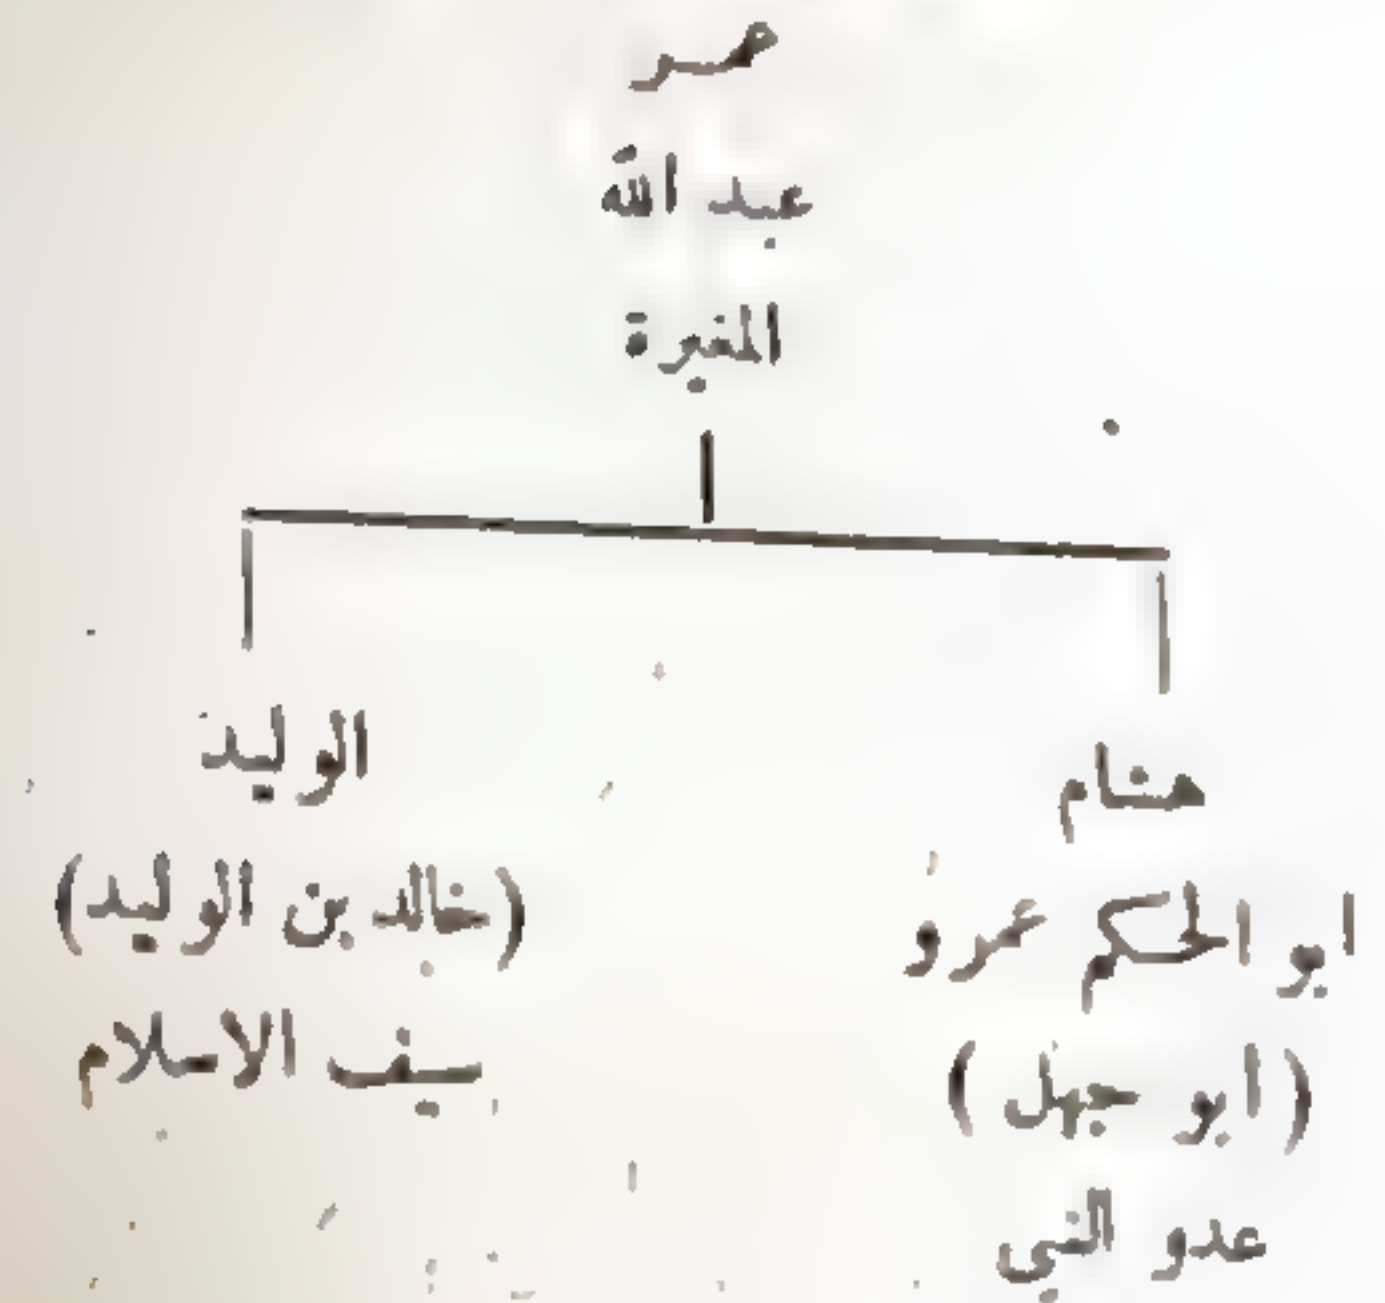 عمر
عبد الله
المغيرة
هشام
ابو الحكم عمرو
( ابو جهل )
عدو النبي
الوليد
(خالد بن الوليد)
سيف الاسلام